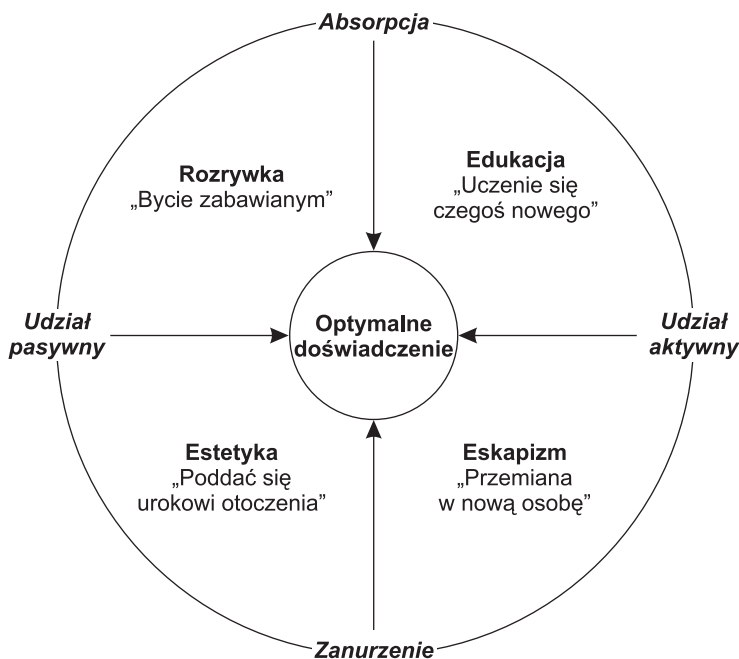 Absorpcja
Rozrywka
„Bycie zabawianym”
Edukacja
„Uczenie się
czegoś nowego”
Udział
pasywny
Optymalne
doświadczenie
Udział
aktywny
Estetyka
„Poddać się
urokowi otoczenia”
Eskapizm
„Przemiana
w nową osobę”
Zanurzenie